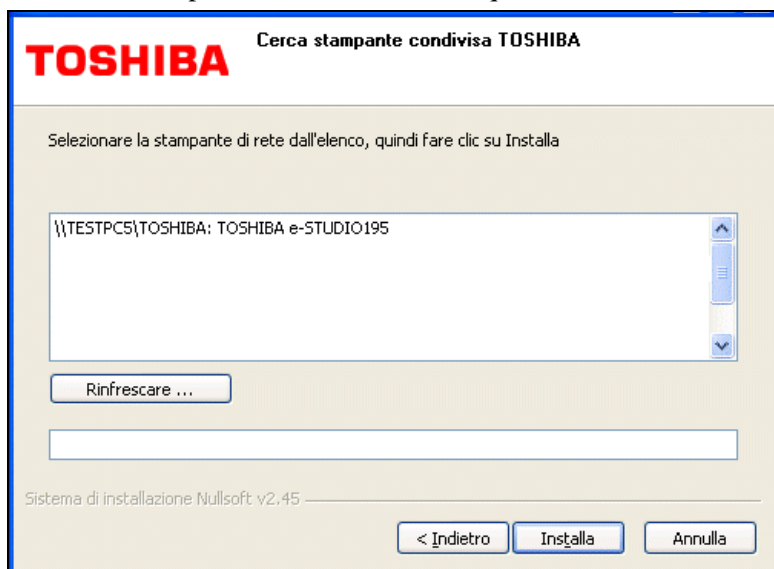 Cerca stampante condivisa TOSHIBA
TOSHIBA
Selezionare la stampante di rete dall'elenco, quindi fare clic su Installa
\\TESTPC5\TOSHIBA: TOSHIBA e-STUDIO195
Rinfrescare ...
Sistema di installazione Nullsoft v2.45
< Indietro Installa Annulla